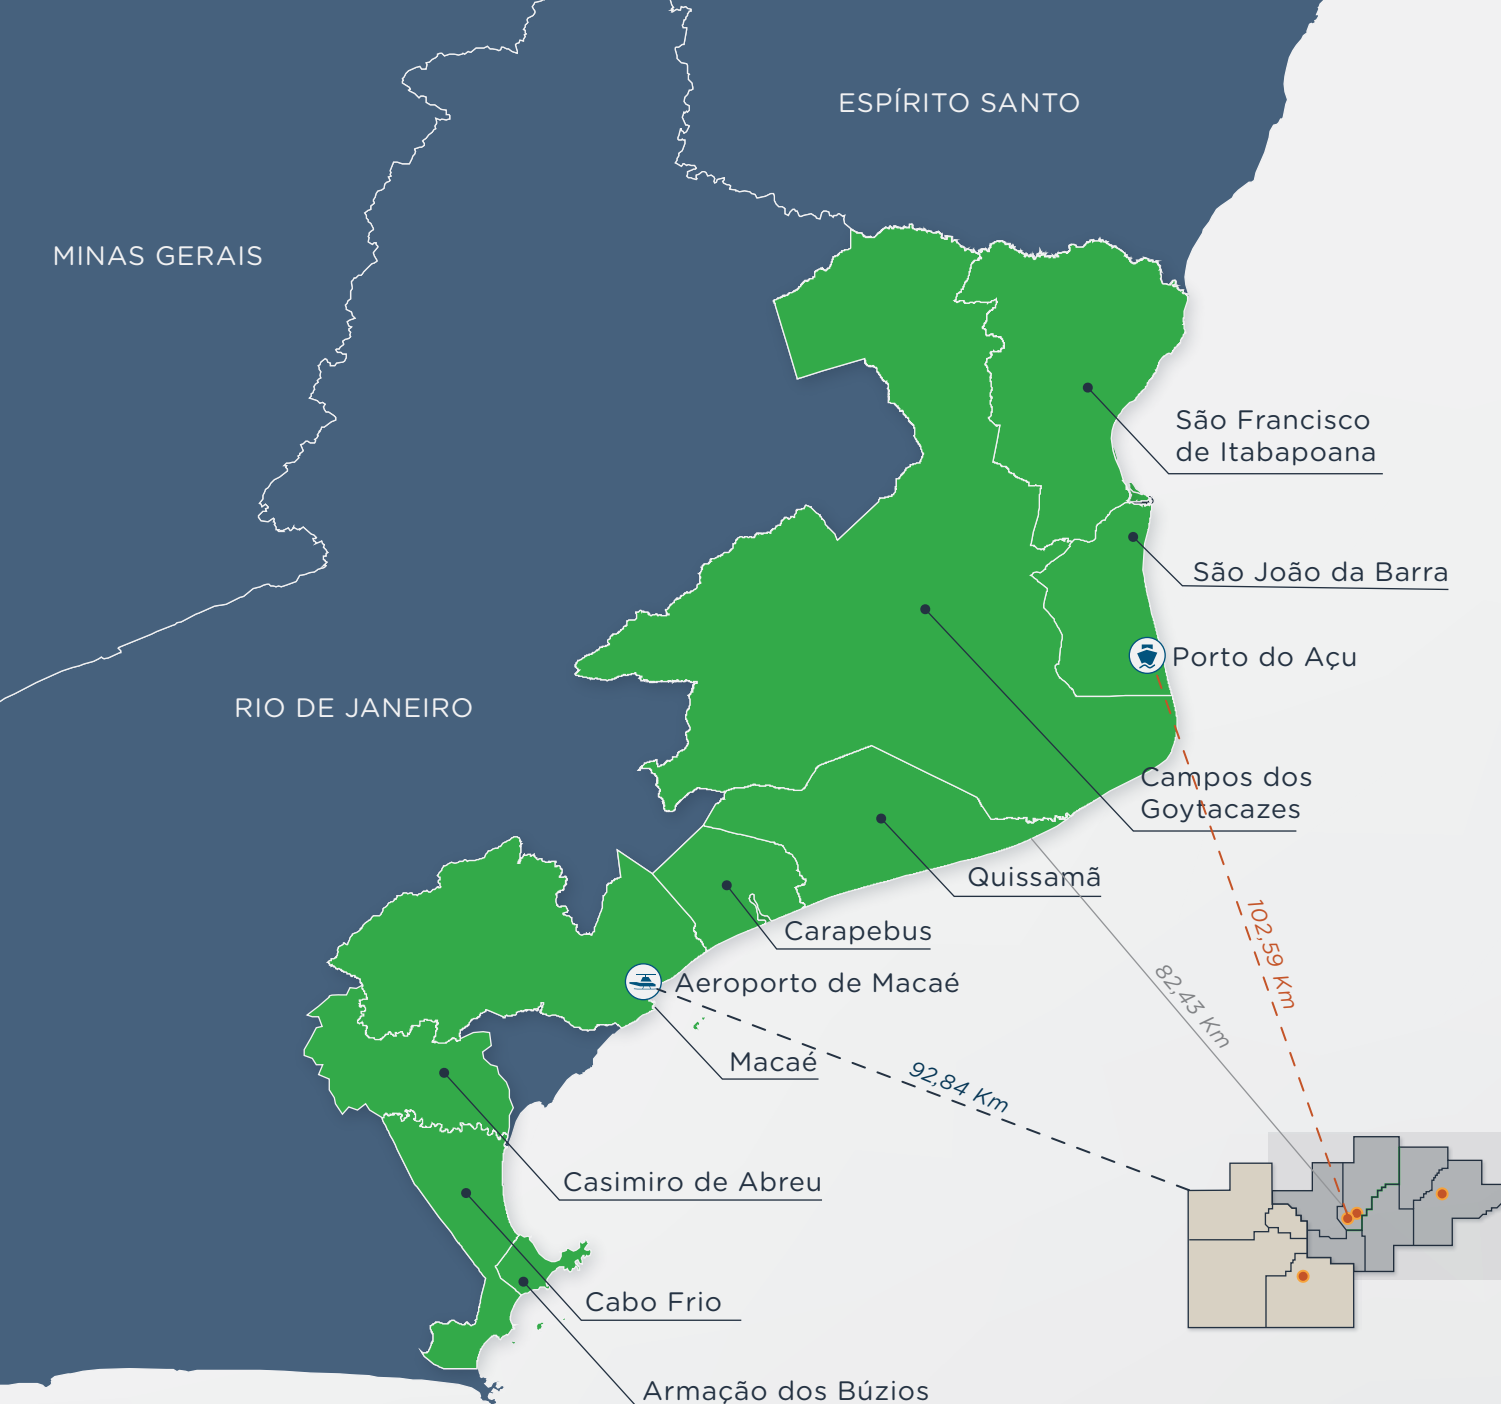 ESPÍRITO SANTO
MINAS GERAIS
São Francisco
de Itabapoana
São João da Barra
Porto do Açu
RIO DE JANEIRO
Campos dos
Goytacazes
Quissamã
Carapebus
102,59 Km
Aeroporto de Macaé
82,43 Km
Macaé
92,84 Km
Casimiro de Abreu
Cabo Frio
Armação dos Búzios